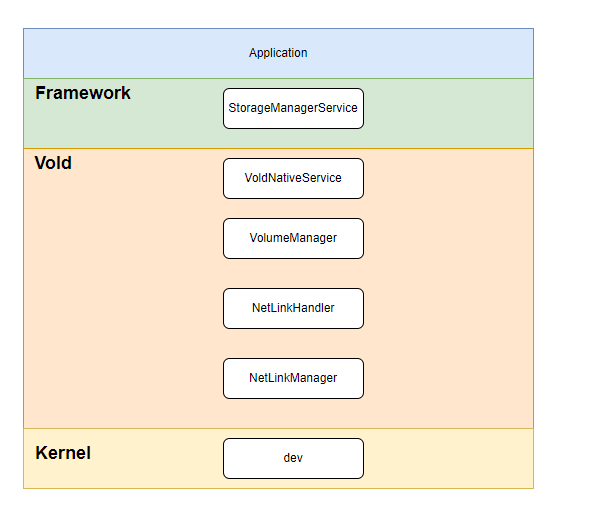 Application
Framework
StorageManagerService
Vold
VoldNativeService
VolumeManager
NetLinkHandler
NetLinkManager
Kernel
dev